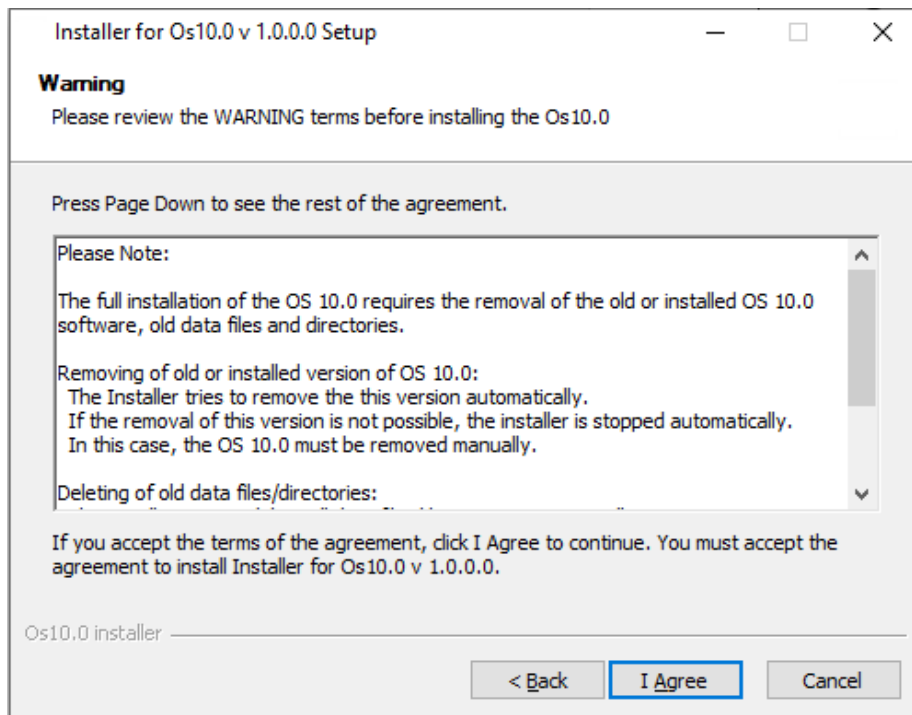 Installer for Os10.0 v 1.0.0.0 Setup
Warning
Please review the WARNING terms before installing the Os10.0
Press Page Down to see the rest of the agreement.
Please Note:
The full installation of the OS 10.0 requires the removal of the old or installed OS 10.0
software, old data files and directories.
Removing of old or installed version of OS 10.0:
The Installer tries to remove the this version automatically.
If the removal of this version is not possible, the installer is stopped automatically.
In this case, the OS 10.0 must be removed manually.
Deleting of old data files/directories:
If you accept the terms of the agreement, click I Agree to continue. You must accept the
agreement to install Installer for Os10.0 v 1.0.0.0.
Os10.0 installer
< Back
I Agree
Cancel